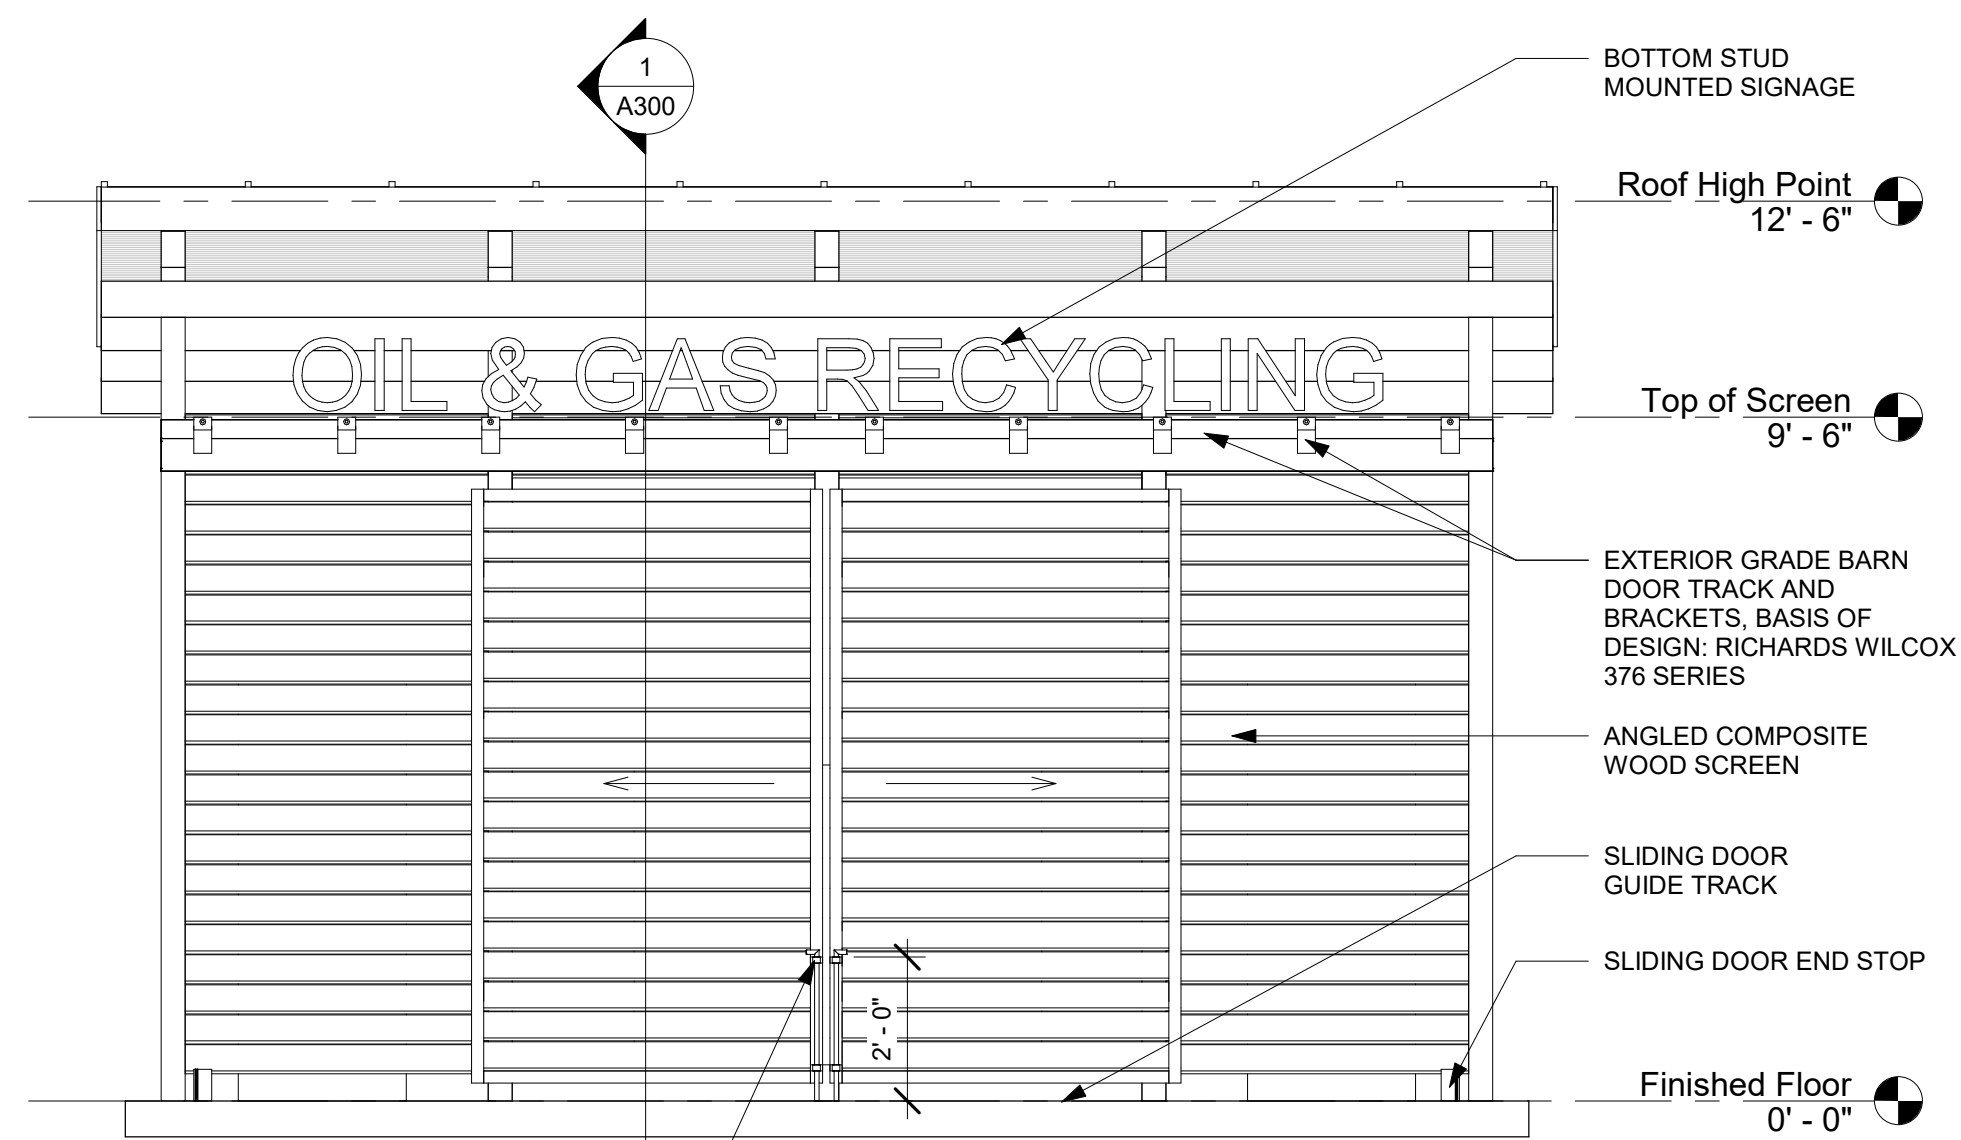 1
A300
BOTTOM STUD
MOUNTED SIGNAGE
Roof High Point
12' - 6"
OIL & GAS RECYCLING
Top of Screen
9' - 6"
EXTERIOR GRADE BARN
DOOR TRACK AND
BRACKETS, BASIS OF
DESIGN: RICHARDS WILCOX
376 SERIES
ANGLED COMPOSITE
WOOD SCREEN
SLIDING DOOR
GUIDE TRACK
SLIDING DOOR END STOP
2' - 0"
Finished Floor
0' - 0"